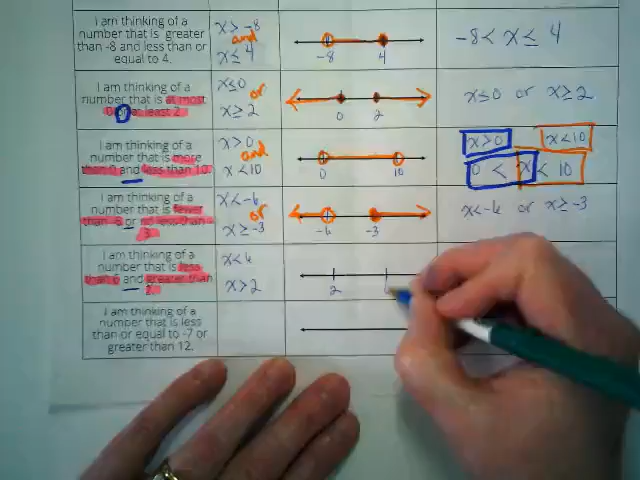 I am thinking of a
number that is greater
than -8 and less than or
equal to 4.
x > -8
and
x ≤ 4
-8
4
-8 < x ≤ 4
I am thinking of a
number that is at most
0 or at least 2.
x ≤ 0
or
x ≥ 2
0
2
x ≤ 0 or x ≥ 2
I am thinking of a
number that is more
than 0 and less than 10.
x > 0
and
x < 10
0
10
x > 0
x < 10
0 < x < 10
I am thinking of a
number that is fewer
than -6 or no less than -
3.
x < -6
or
x ≥ -3
-6
-3
x < -6 or x ≥ -3
I am thinking of a
number that is less
than 6 and greater than
2.
x < 6
x > 2
2
I am thinking of a
number that is less
than or equal to -7 or
greater than 12.